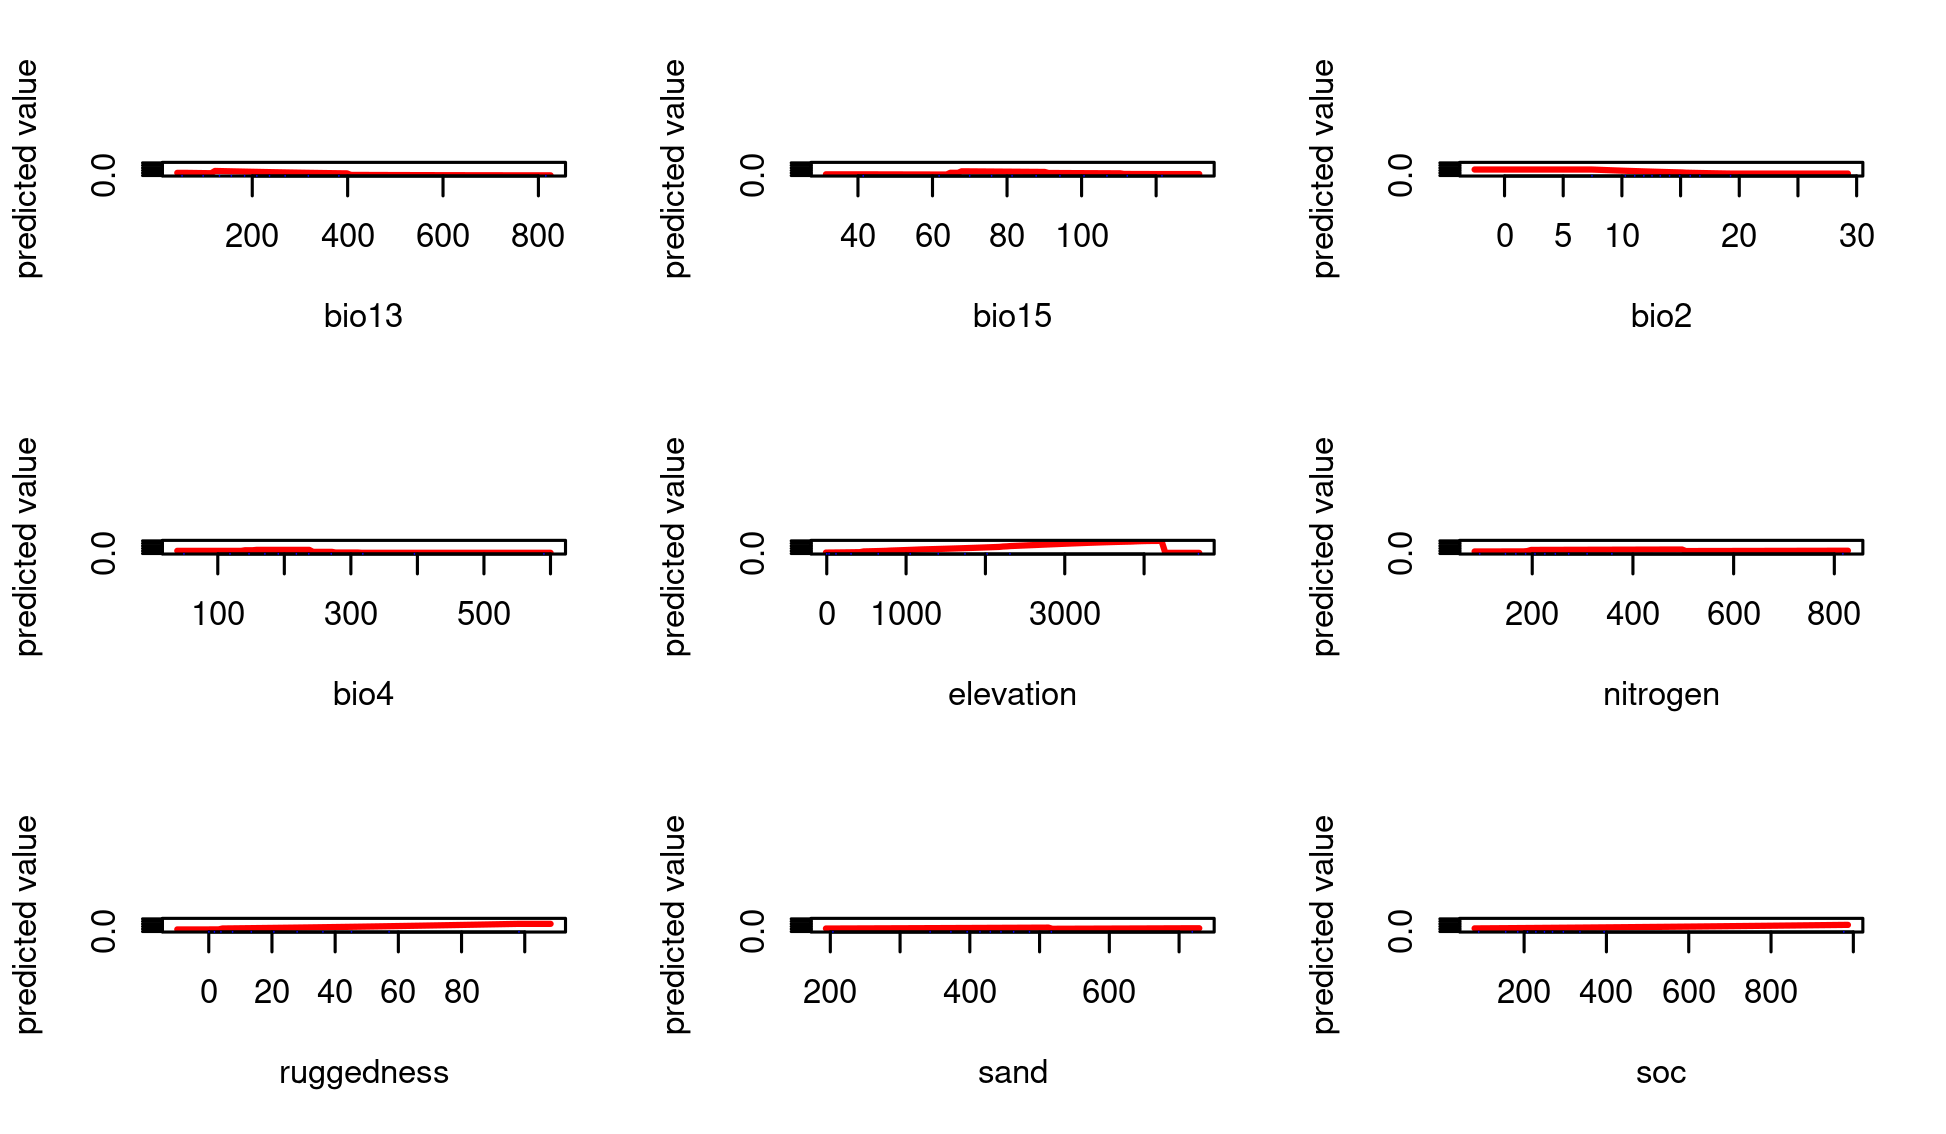 predicted value
0.0
200 400 600 800
bio13
predicted value
0.0
40 60 80 100
bio15
predicted value
0.0
0 5 10 20 30
bio2
predicted value
0.0
100 300 500
bio4
predicted value
0.0
0 1000 3000
elevation
predicted value
0.0
200 400 600 800
nitrogen
predicted value
0.0
0 20 40 60 80
ruggedness
predicted value
0.0
200 400 600
sand
predicted value
0.0
200 400 600 800
soc